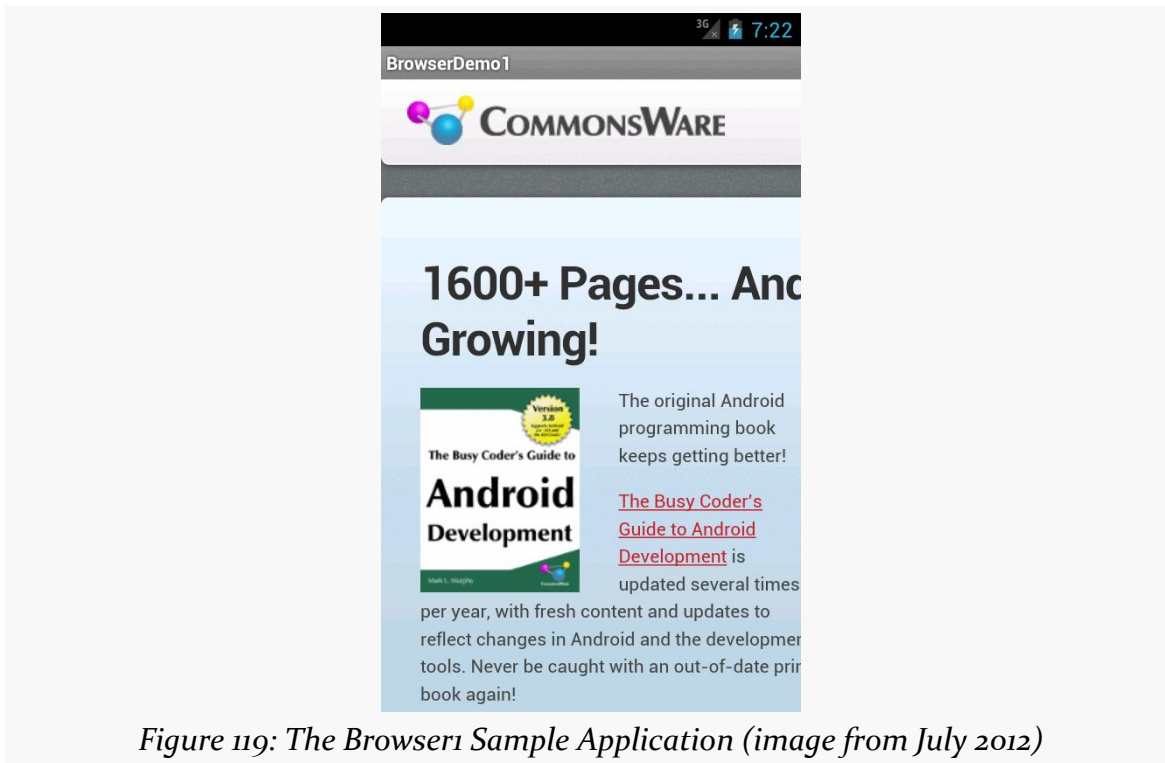 3G 7:22
BrowserDemo1
COMMONSWARE
1600+ Pages... And
Growing!
Version
3.8
The Busy Coder's Guide to
Android
Development
Mark L. Murphy
CommonsWare
The original Android
programming book
keeps getting better!
The Busy Coder's
Guide to Android
Development is
updated several times
per year, with fresh content and updates to
reflect changes in Android and the developmen
tools. Never be caught with an out-of-date prin
book again!
Figure 119: The Browser1 Sample Application (image from July 2012)